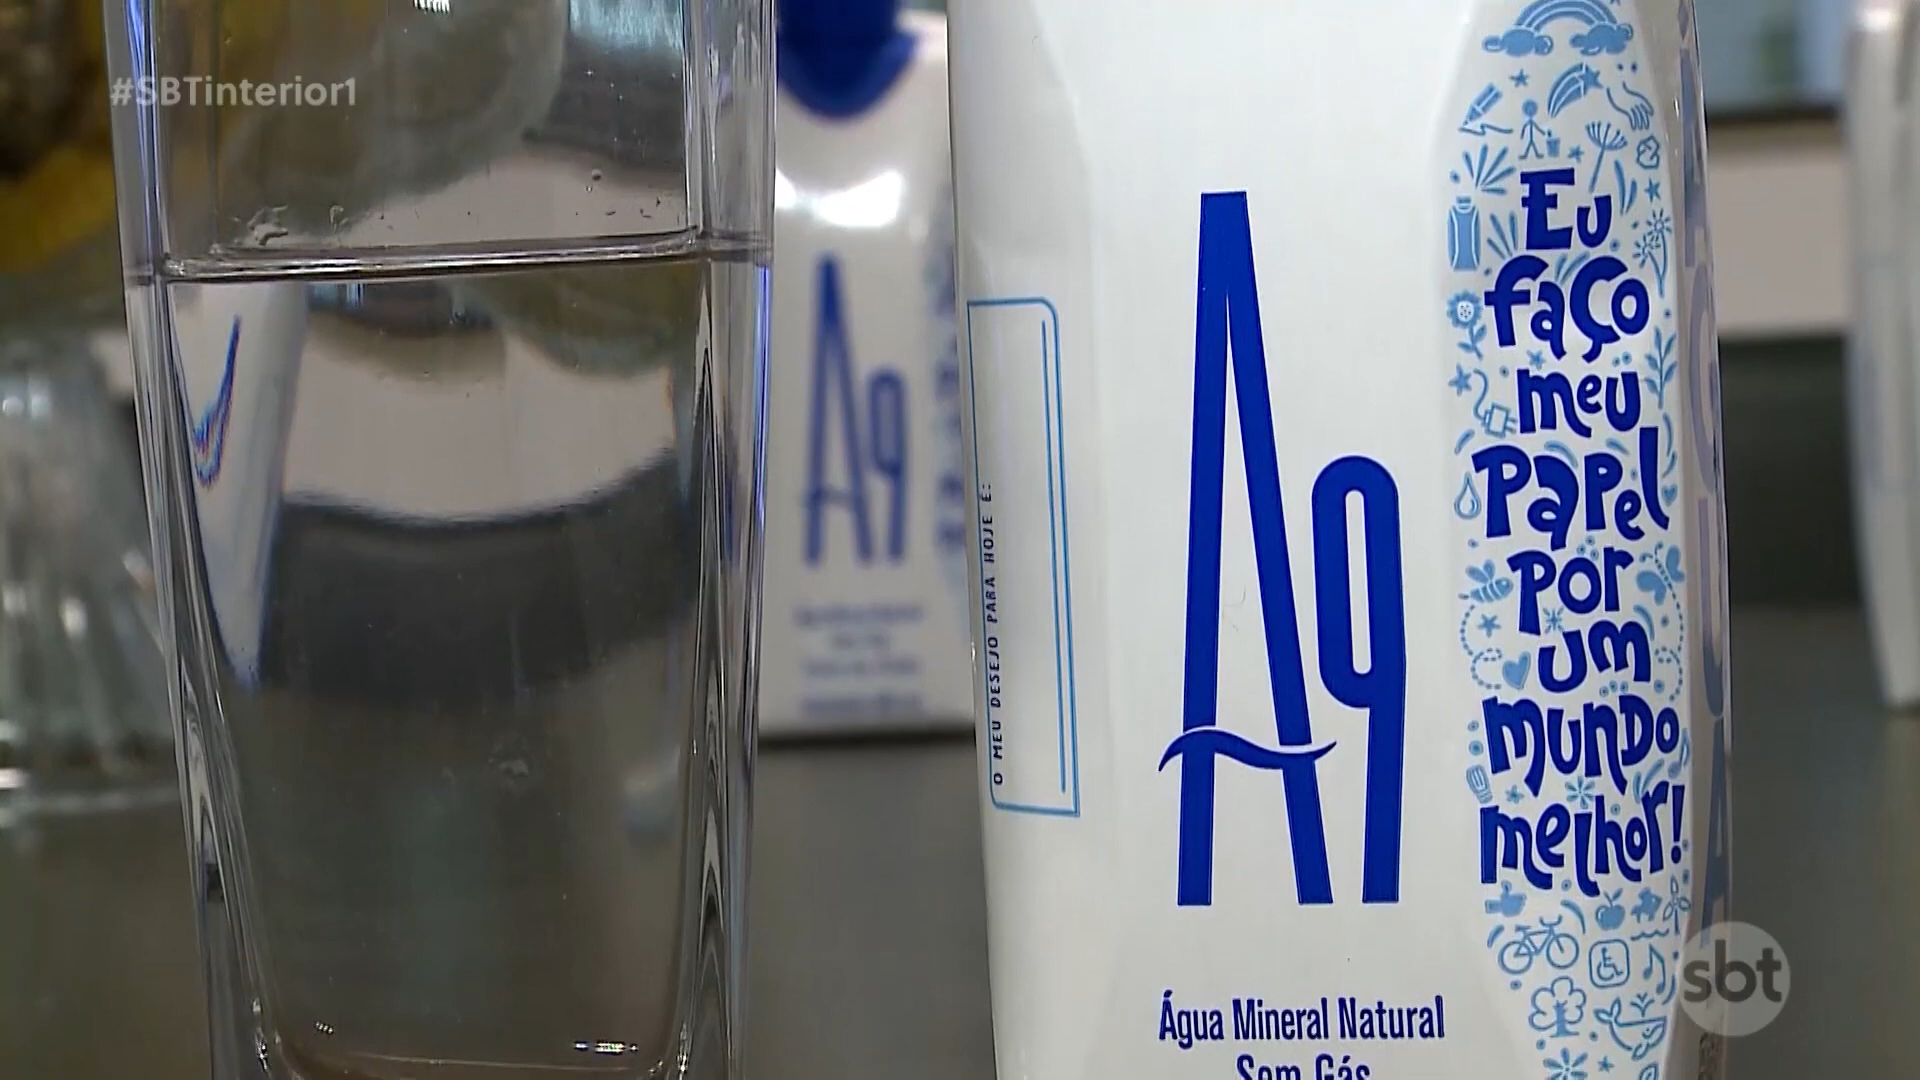 #SBTinterior1
A9
O MEU DESEJO PARA HOJE É:
A9
Água Mineral Natural
Sem Gás
Eu
faço
meu
papel
por
um
mundo
melhor!
sbt